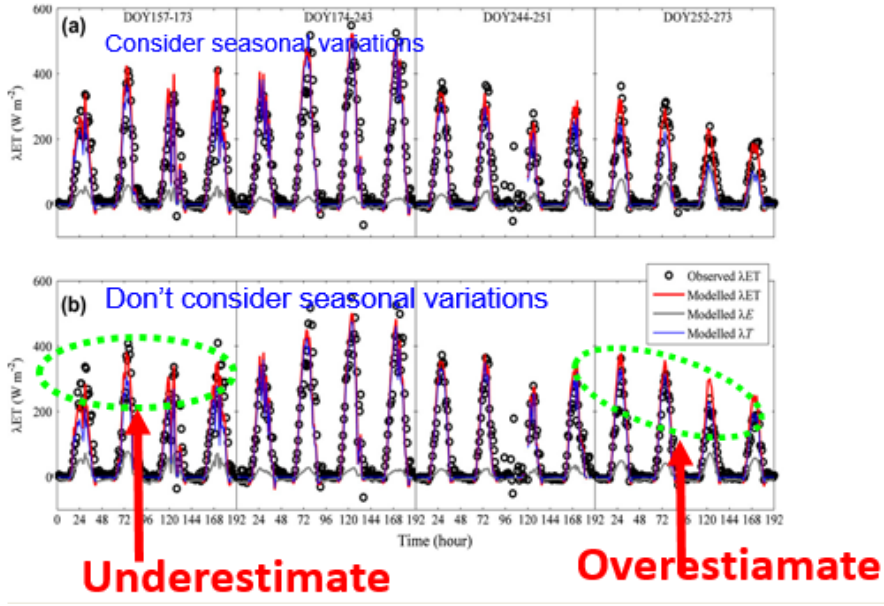 DOY157-173 DOY174-243 DOY244-251 DOY252-273
600
(a)
Consider seasonal variations
400
λET (W m⁻²)
200
0
0 24 48 72 96 120 144 168 192 24 48 72 96 120 144 168 192 24 48 72 96 120 144 168 192 24 48 72 96 120 144 168 192
600
(b)
Don't consider seasonal variations
Observed λET
Modelled λET
Modelled λE
Modelled λT
400
λET (W m⁻²)
200
0
0 24 48 72 96 120 144 168 192 24 48 72 96 120 144 168 192 24 48 72 96 120 144 168 192 24 48 72 96 120 144 168 192
Time (hour)
Underestimate
Overestiamate